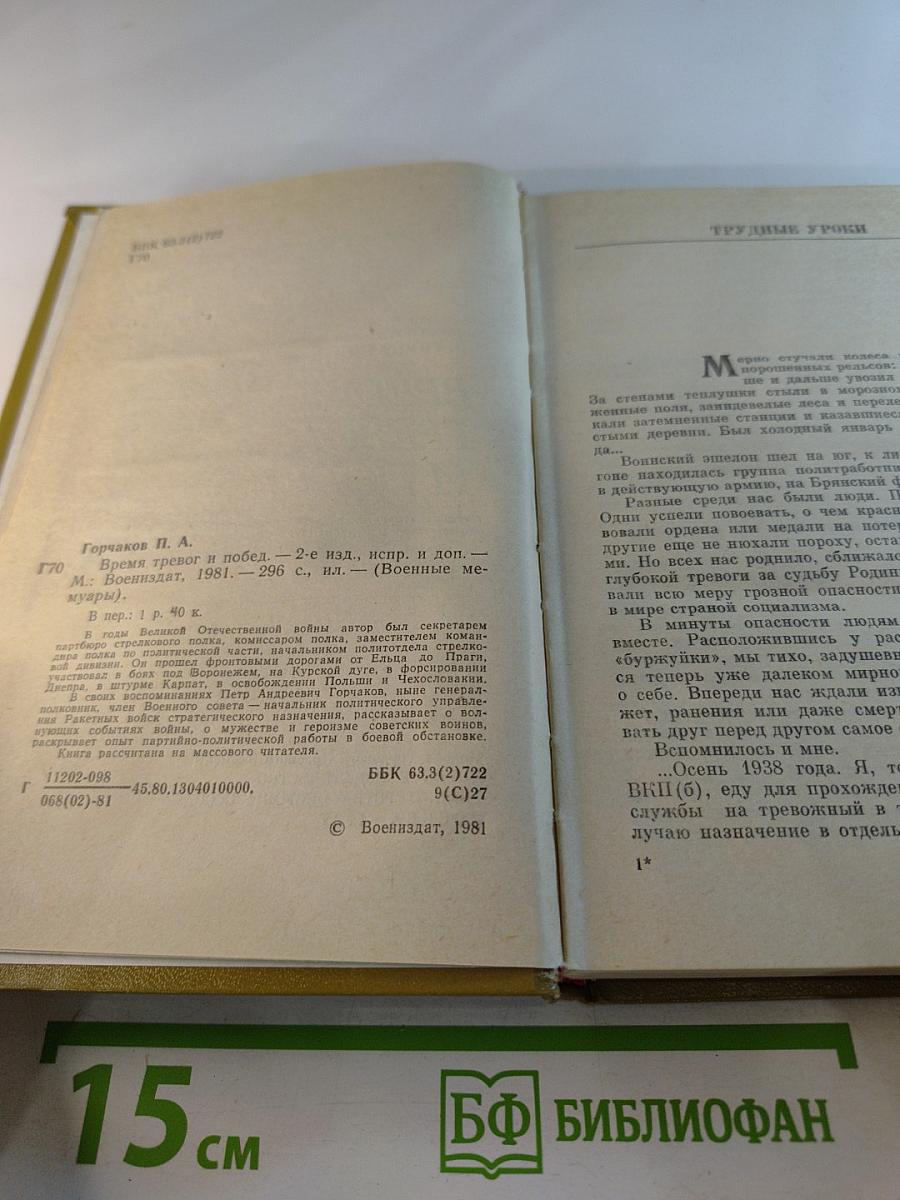 ББК 63.3(2)722
Г70
Горчаков П. А.
Г70 Время тревог и побед. — 2-е изд., испр. и доп. —
М.: Воениздат, 1981. — 296 с., ил. — (Военные ме-
муары).
В пер.: 1 р. 40 к.
В годы Великой Отечественной войны автор был секретарем
партбюро стрелкового полка, комиссаром полка, заместителем коман-
дира полка по политической части, начальником политотдела стрелко-
вой дивизии. Он прошел фронтовыми дорогами от Ельца до Праги,
участвовал в боях под Воронежем, на Курской дуге, в форсировании
Днепра, в штурме Карпат, в освобождении Польши и Чехословакии.
В своих воспоминаниях Петр Андреевич Горчаков, ныне генерал-
полковник, член Военного совета — начальник политического управле-
ния Ракетных войск стратегического назначения, рассказывает о вол-
нующих событиях войны, о мужестве и героизме советских воинов,
раскрывает опыт партийно-политической работы в боевой обстановке.
Книга рассчитана на массового читателя.
Г 11202-098
068(02)-81
45.80.1304010000.
ББК 63.3(2)722
9(С)27
© Воениздат, 1981
ТРУДНЫЕ УРОКИ
Мерно стучали колеса
порошенных рельсов:
ше и дальше увозил
За стенами теплушки стыли в морозно
женные поля, заиндевелые леса и переле
кали затемненные станции и казавшиеся
стыми деревни. Был холодный январь
да...
Воинский эшелон шел на юг, к ли
гоне находилась группа политработни
в действующую армию, на Брянский ф
Разные среди нас были люди. П
Одни успели повоевать, о чем красн
вовали ордена или медали на потер
другие еще не нюхали пороху, оста
ми. Но всех нас роднило, сближало
глубокой тревоги за судьбу Родин
вали всю меру грозной опасности
в мире страной социализма.
В минуты опасности людям
вместе. Расположившись у рас
«буржуйки», мы тихо, задушевн
ся теперь уже далеком мирно
о себе. Впереди нас ждали изн
жет, ранения или даже смерт
вать друг перед другом самое
Вспомнилось и мне.
...Осень 1938 года. Я, т
ВКП(б), еду для прохожден
службы на тревожный в т
лучаю назначение в отдель
1*
15 см
БФ БИБЛИОФАН